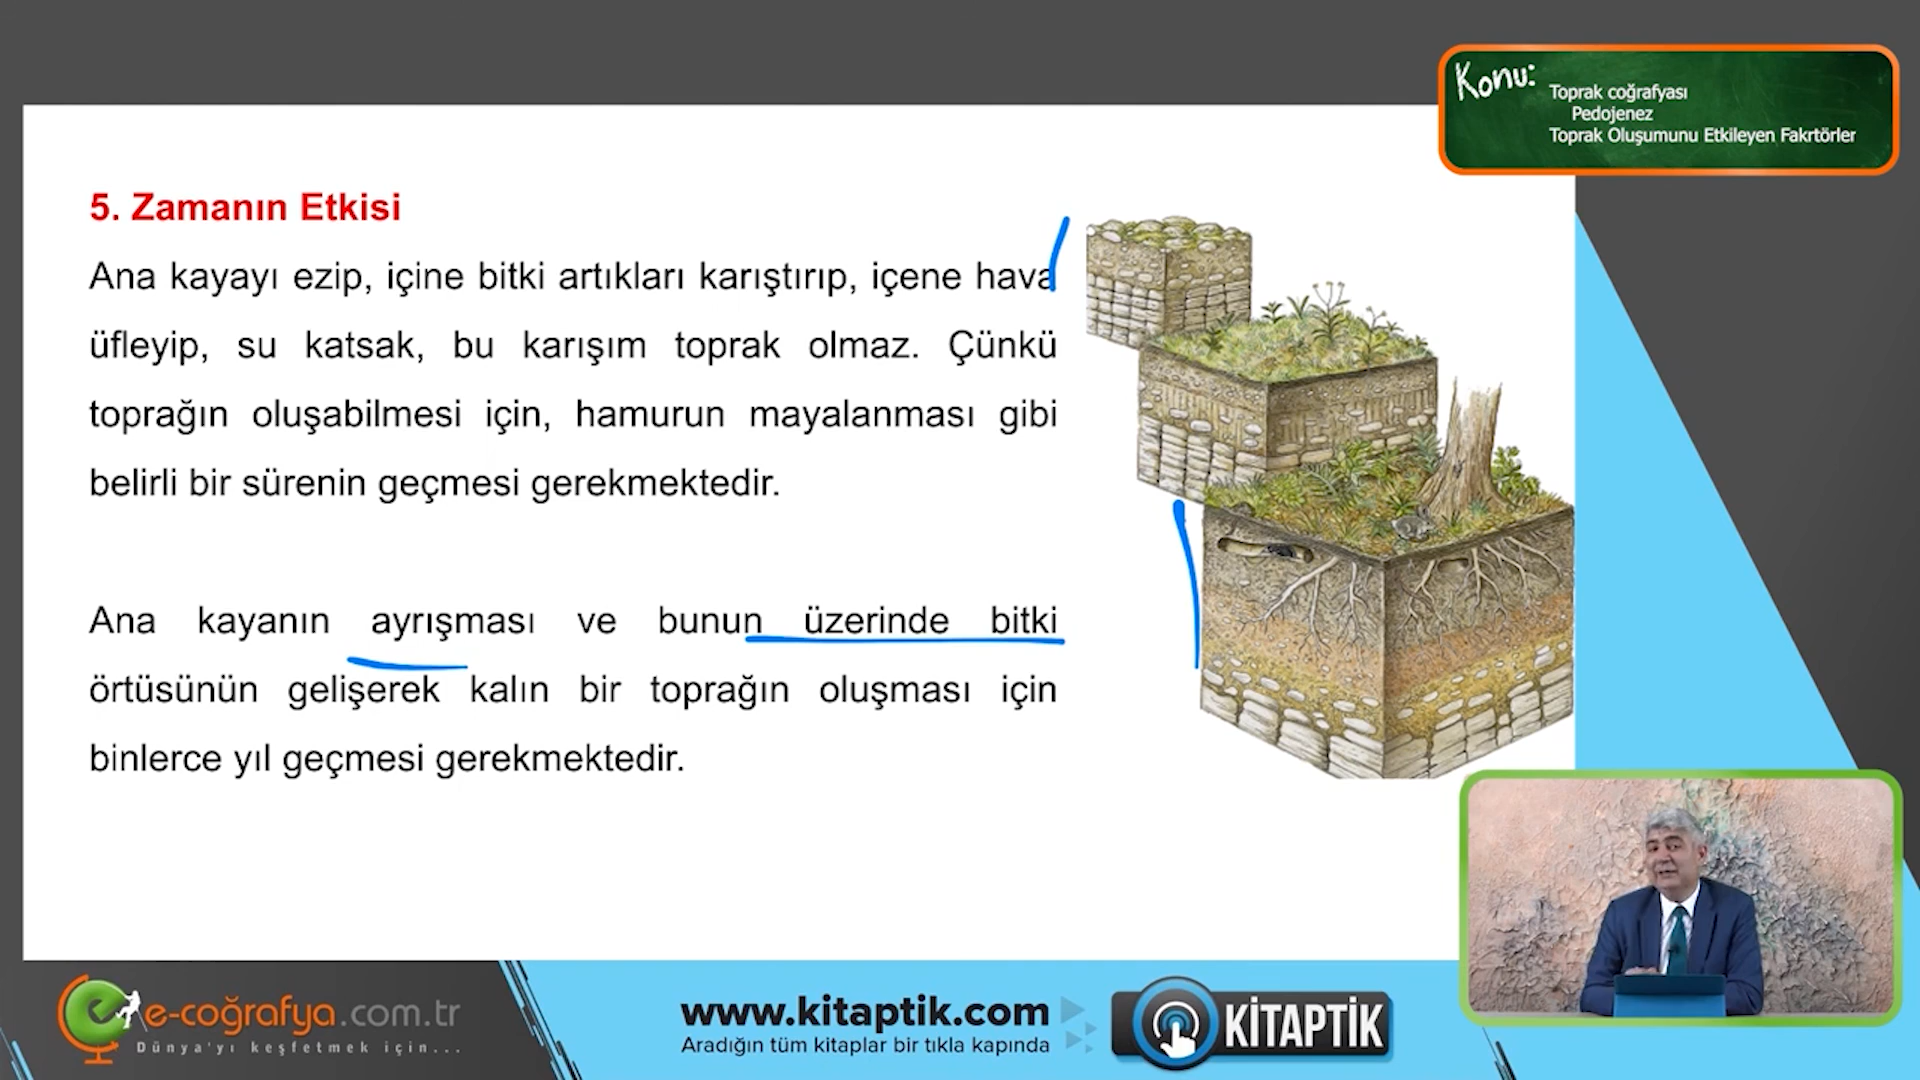 Konu:
Toprak coğrafyası
Pedojenez
Toprak Oluşumunu Etkileyen Fakrtörler
5. Zamanın Etkisi
Ana kayayı ezip, içine bitki artıkları karıştırıp, içene hava
üfleyip, su katsak, bu karışım toprak olmaz. Çünkü
toprağın oluşabilmesi için, hamurun mayalanması gibi
belirli bir sürenin geçmesi gerekmektedir.
Ana kayanın ayrışması ve bunun üzerinde bitki
örtüsünün gelişerek kalın bir toprağın oluşması için
binlerce yıl geçmesi gerekmektedir.
e-coğrafya.com.tr
Dünya'yı keşfetmek için...
www.kitaptik.com
Aradığın tüm kitaplar bir tıkla kapında
KİTAPTİK